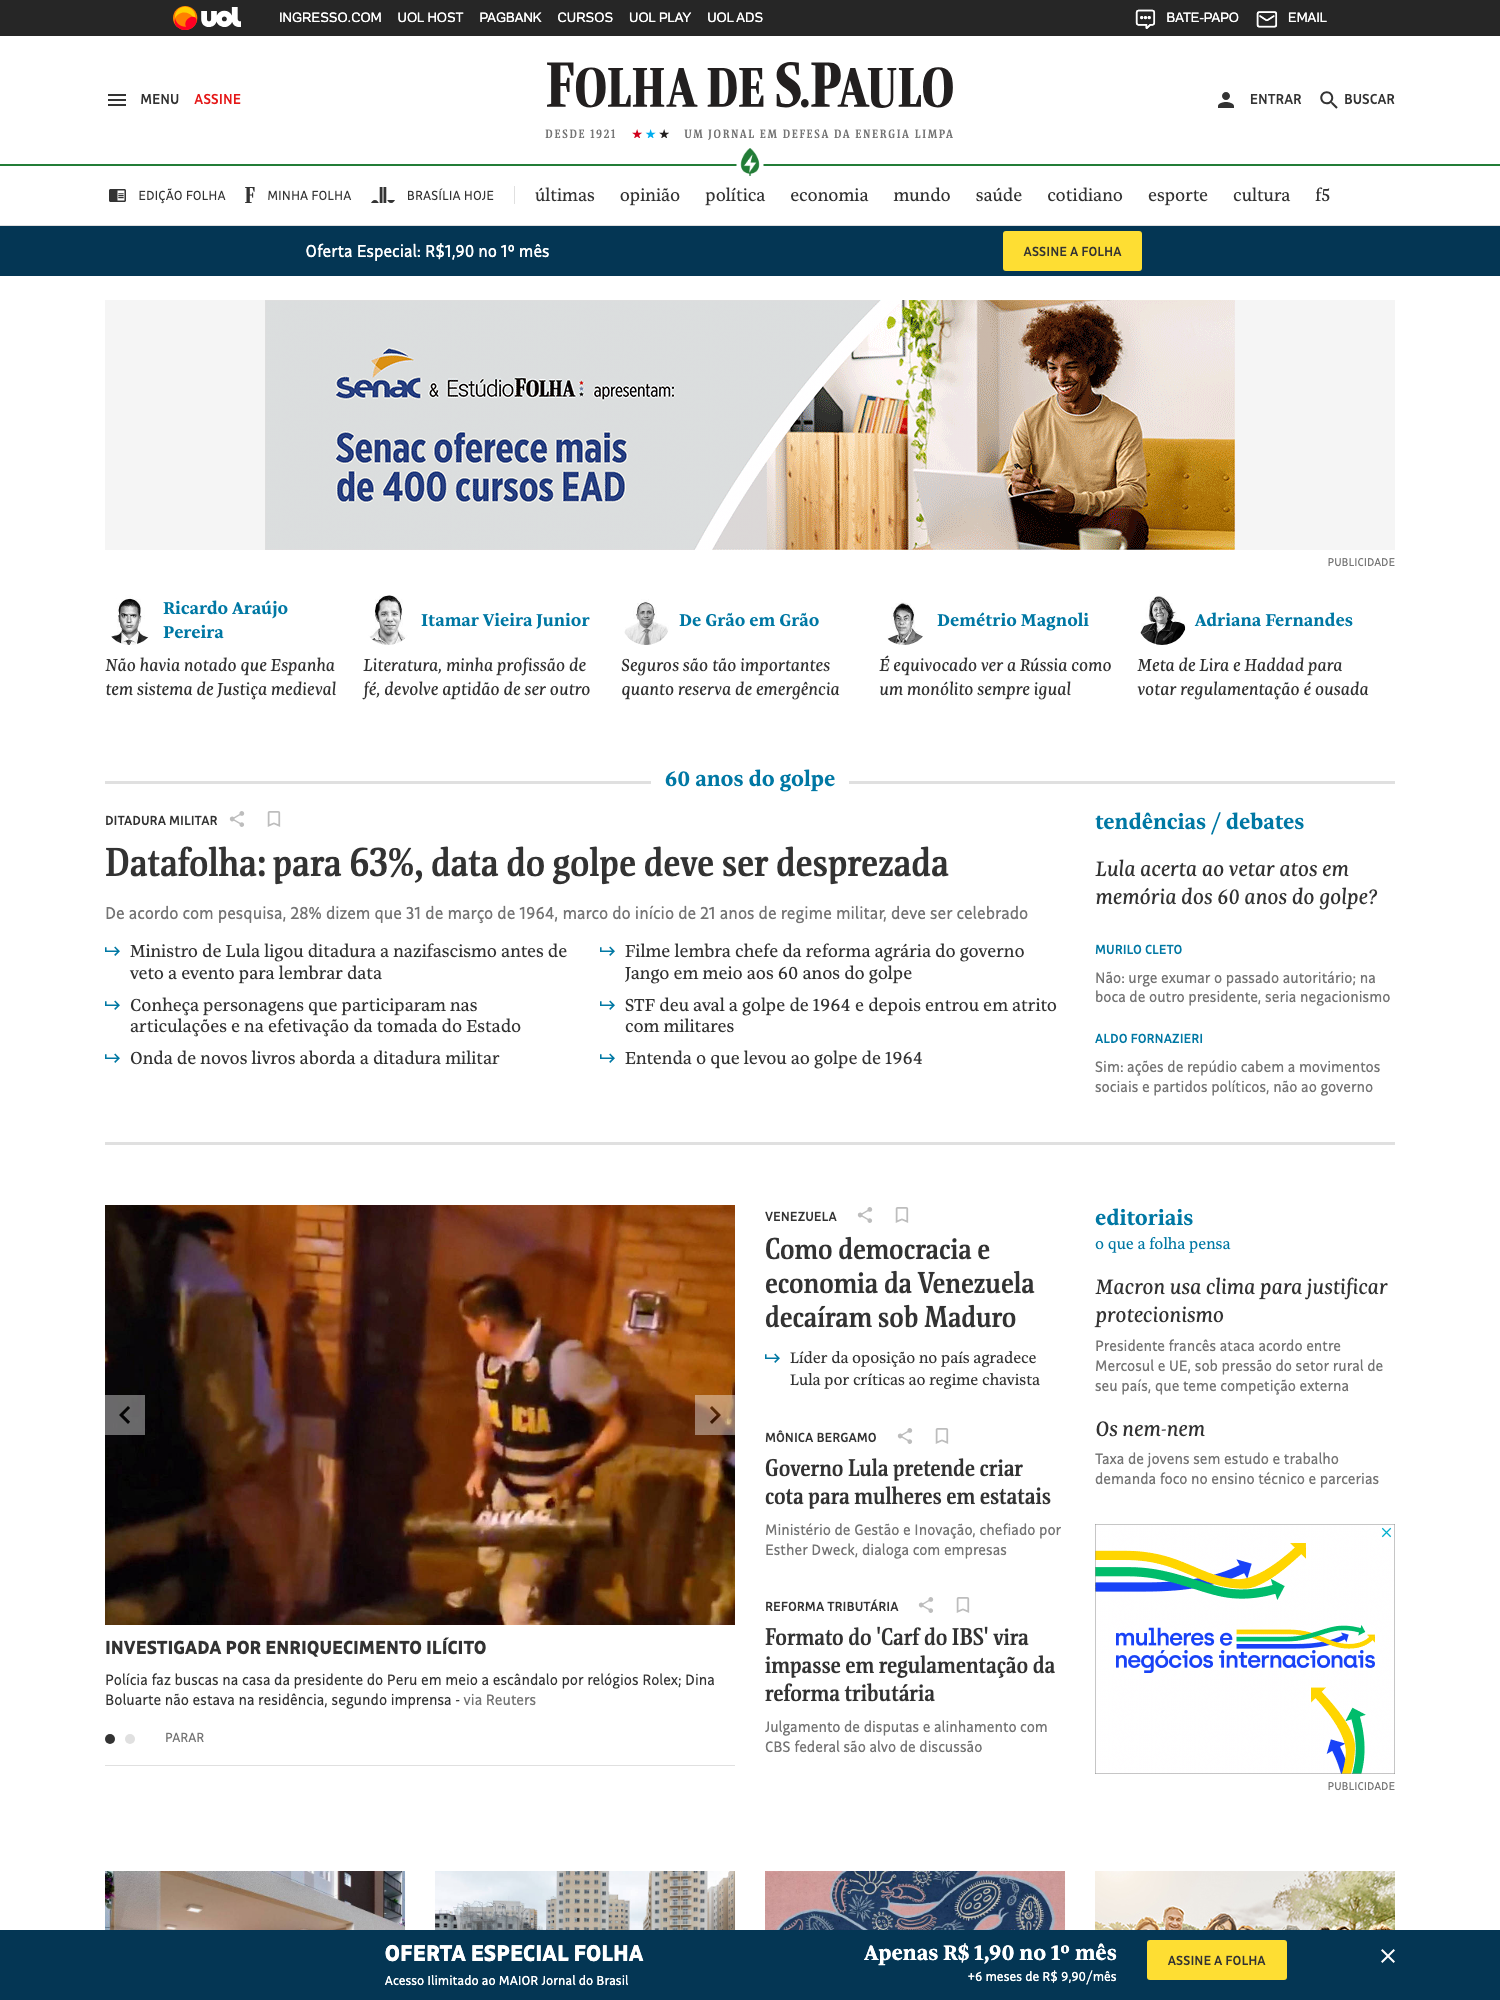 uol INGRESSO.COM UOL HOST PAGBANK CURSOS UOL PLAY UOL ADS BATE-PAPO EMAIL
MENU ASSINE FOLHA DE S.PAULO ENTRAR BUSCAR
DESDE 1921 ★★★ UM JORNAL EM DEFESA DA ENERGIA LIMPA
EDIÇÃO FOLHA F MINHA FOLHA BRASÍLIA HOJE últimas opinião política economia mundo saúde cotidiano esporte cultura f5
Oferta Especial: R$1,90 no 1º mês ASSINE A FOLHA
Senac & EstúdioFOLHA apresentam:
Senac oferece mais
de 400 cursos EAD
PUBLICIDADE
Ricardo Araújo
Pereira
Não havia notado que Espanha
tem sistema de Justiça medieval
Itamar Vieira Junior
Literatura, minha profissão de
fé, devolve aptidão de ser outro
De Grão em Grão
Seguros são tão importantes
quanto reserva de emergência
Demétrio Magnoli
É equivocado ver a Rússia como
um monólito sempre igual
Adriana Fernandes
Meta de Lira e Haddad para
votar regulamentação é ousada
60 anos do golpe
DITADURA MILITAR
Datafolha: para 63%, data do golpe deve ser desprezada
De acordo com pesquisa, 28% dizem que 31 de março de 1964, marco do início de 21 anos de regime militar, deve ser celebrado
Ministro de Lula ligou ditadura a nazifascismo antes de
veto a evento para lembrar data
Conheça personagens que participaram nas
articulações e na efetivação da tomada do Estado
Onda de novos livros aborda a ditadura militar
Filme lembra chefe da reforma agrária do governo
Jango em meio aos 60 anos do golpe
STF deu aval a golpe de 1964 e depois entrou em atrito
com militares
Entenda o que levou ao golpe de 1964
tendências / debates
Lula acerta ao vetar atos em
memória dos 60 anos do golpe?
MURILO CLETO
Não: urge exumar o passado autoritário; na
boca de outro presidente, seria negacionismo
ALDO FORNAZIERI
Sim: ações de repúdio cabem a movimentos
sociais e partidos políticos, não ao governo
ICIA
INVESTIGADA POR ENRIQUECIMENTO ILÍCITO
Polícia faz buscas na casa da presidente do Peru em meio a escândalo por relógios Rolex; Dina
Boluarte não estava na residência, segundo imprensa - via Reuters
PARAR
VENEZUELA
Como democracia e
economia da Venezuela
decaíram sob Maduro
Líder da oposição no país agradece
Lula por críticas ao regime chavista
MÔNICA BERGAMO
Governo Lula pretende criar
cota para mulheres em estatais
Ministério de Gestão e Inovação, chefiado por
Esther Dweck, dialoga com empresas
REFORMA TRIBUTÁRIA
Formato do 'Carf do IBS' vira
impasse em regulamentação da
reforma tributária
Julgamento de disputas e alinhamento com
CBS federal são alvo de discussão
editoriais
o que a folha pensa
Macron usa clima para justificar
protecionismo
Presidente francês ataca acordo entre
Mercosul e UE, sob pressão do setor rural de
seu país, que teme competição externa
Os nem-nem
Taxa de jovens sem estudo e trabalho
demanda foco no ensino técnico e parcerias
mulheres e
negócios internacionais
PUBLICIDADE
OFERTA ESPECIAL FOLHA
Acesso Ilimitado ao MAIOR Jornal do Brasil
Apenas R$ 1,90 no 1º mês
+6 meses de R$ 9,90/mês
ASSINE A FOLHA